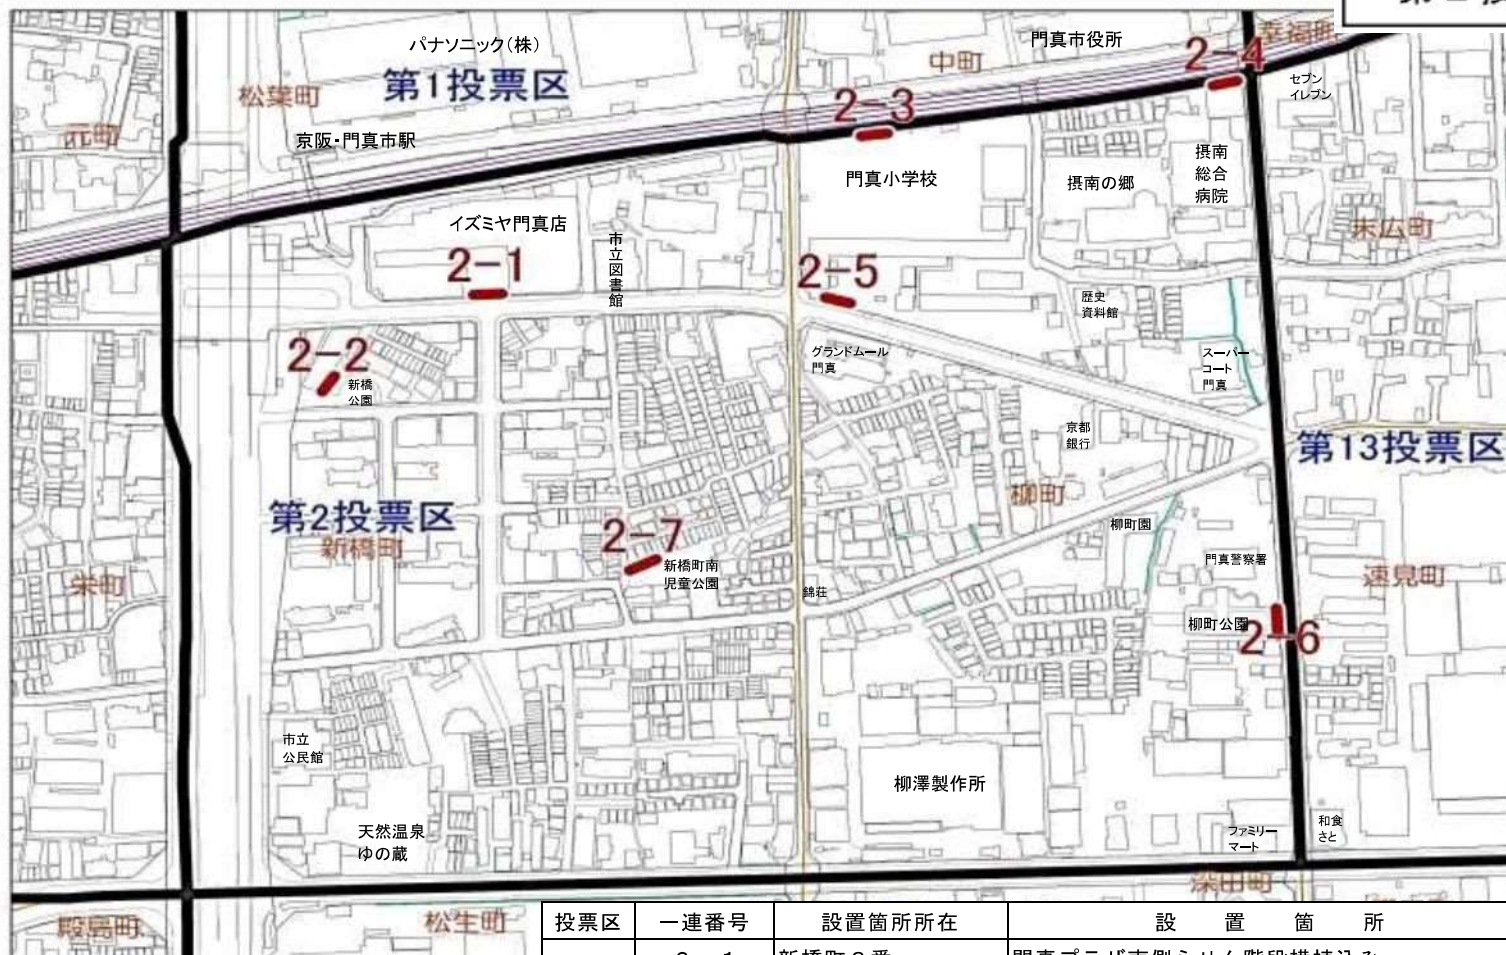 パナソニック(株)
門真市役所
幸福町
中町
2-4
第1投票区
松葉町
セブン
イレブン
2-3
元町
京阪・門真市駅
門真小学校
摂南の郷
摂南
総合
病院
イズミヤ門真店
末広町
市立図書館
2-1
2-5
歴史
資料館
2-2
新橋
公園
グランドムール
門真
スーパー
コート
門真
京都
銀行
第13投票区
柳町
第2投票区
新橋町
柳町園
2-7
新橋町南
児童公園
門真警察署
栄町
速見町
錦荘
柳町公園
2-6
市立
公民館
柳澤製作所
天然温泉
ゆの蔵
ファミリー
マート
和食
さと
深田町
殿島町
松生町
投票区 一連番号 設置箇所所在 設置箇所